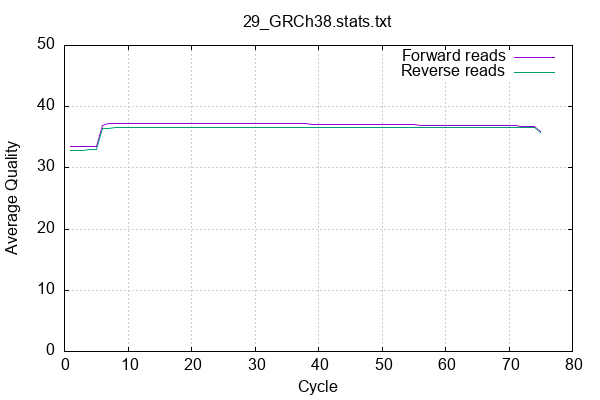 29_GRCh38.stats.txt
50
Forward reads
Reverse reads
40
30
20
10
0
Average Quality
0 10 20 30 40 50 60 70 80
Cycle